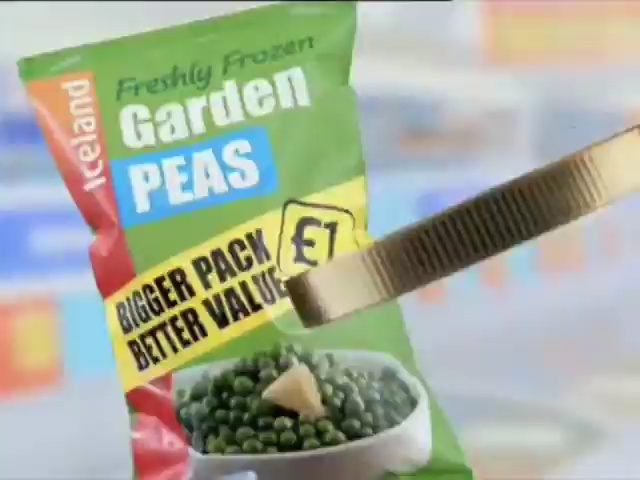 Iceland
Freshly Frozen
Garden
PEAS
£1
BIGGER PACK
BETTER VALUE